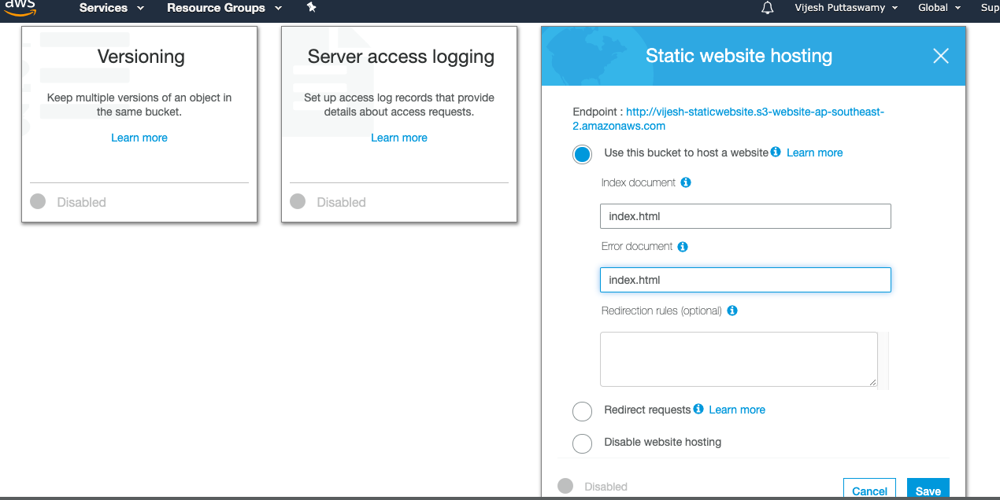 aws
Services
Resource Groups
Vijesh Puttaswamy
Global
Sup
Versioning
Keep multiple versions of an object in
the same bucket.
Learn more
Disabled
Server access logging
Set up access log records that provide
details about access requests.
Learn more
Disabled
Static website hosting
Endpoint : http://vijesh-staticwebsite.s3-website-ap-southeast-
2.amazonaws.com
Use this bucket to host a website Learn more
Index document
index.html
Error document
index.html
Redirection rules (optional)
Redirect requests Learn more
Disable website hosting
Disabled
Cancel
Save